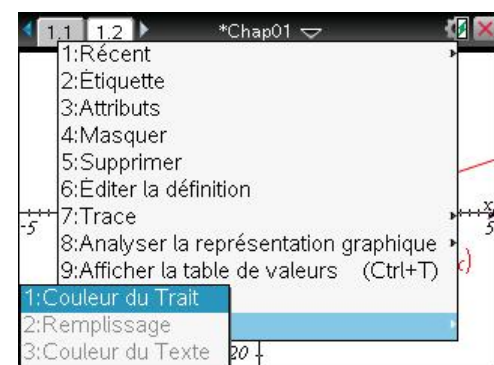 1.1 1.2 *Chap01
1:Récent
2:Étiquette
3:Attributs
4:Masquer
5:Supprimer
6:Éditer la définition
7:Trace
8:Analyser la représentation graphique
9:Afficher la table de valeurs (Ctrl+T)
-5
x
5
1:Couleur du Trait
2:Remplissage
3:Couleur du Texte